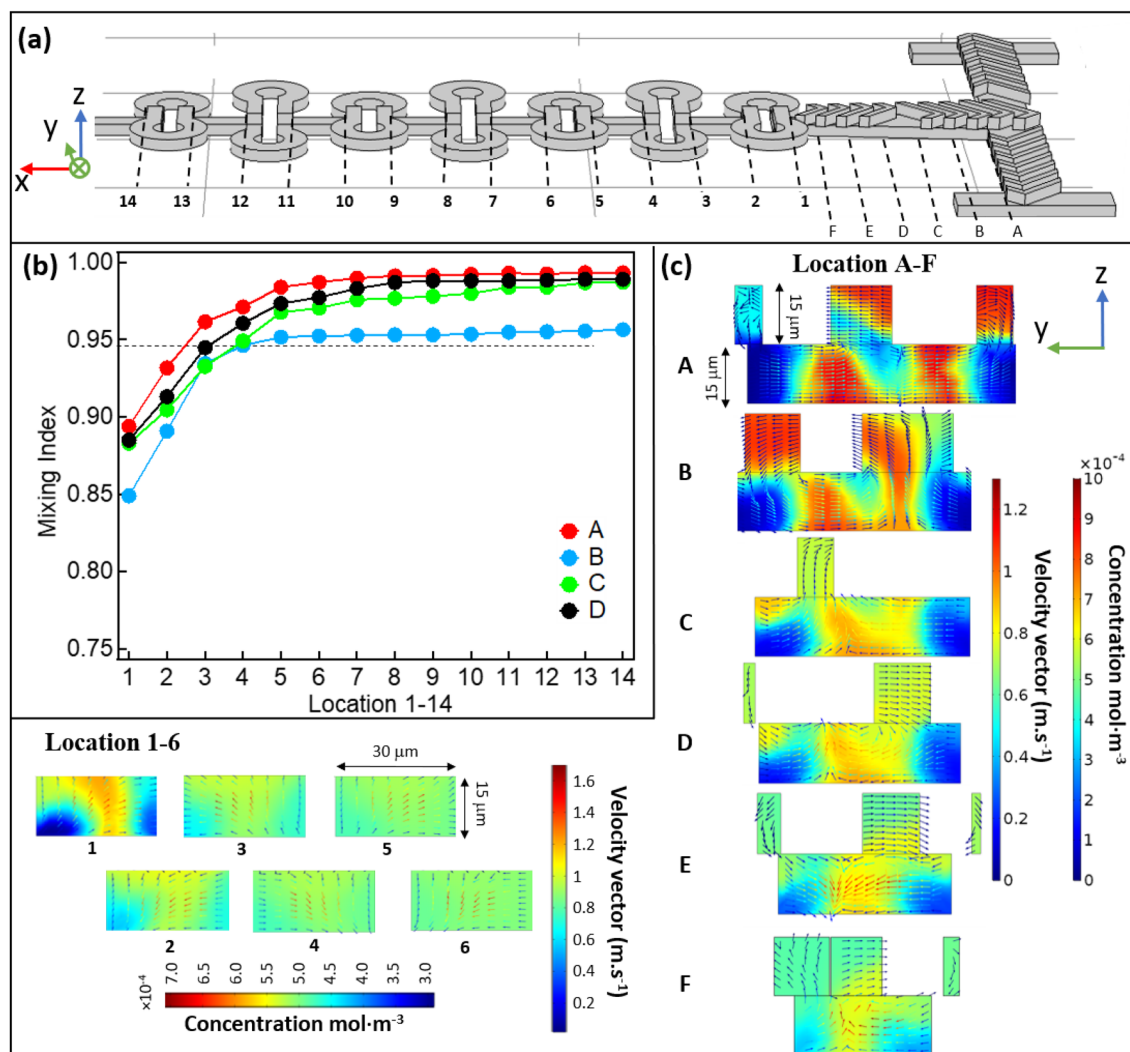 (a)
z
y
x
14 13 12 11 10 9 8 7 6 5 4 3 2 1
F E D C B A
(b)
1.00
0.95
0.90
0.85
0.80
0.75
Mixing Index
1 2 3 4 5 6 7 8 9 10 11 12 13 14
Location 1-14
A
B
C
D
(c)
Location A-F
z
y
15 μm
15 μm
A
B
C
D
E
F
1.2
1
0.8
0.6
0.4
0.2
0
Velocity vector (m.s⁻¹)
×10⁻⁴
10
9
8
7
6
5
4
3
2
1
0
Concentration mol·m⁻³
Location 1-6
30 μm
15 μm
1 3 5
2 4 6
×10⁻⁴ 7.0 6.5 6.0 5.5 5.0 4.5 4.0 3.5 3.0
Concentration mol·m⁻³
1.6
1.4
1.2
1
0.8
0.6
0.4
0.2
Velocity vector (m.s⁻¹)